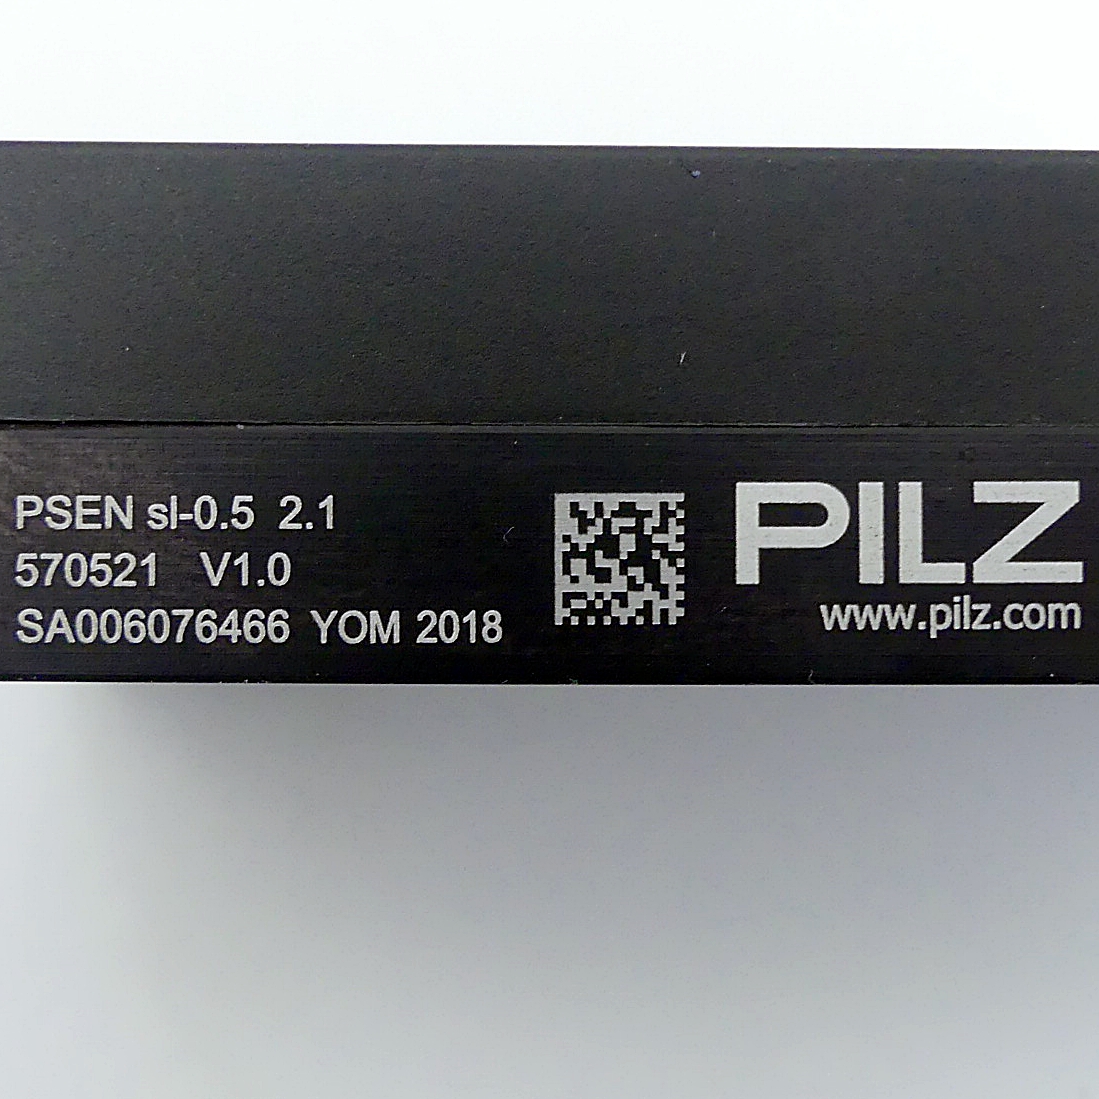 PSEN sl-0.5 2.1
570521 V1.0
SA006076466 YOM 2018
PILZ
www.pilz.com